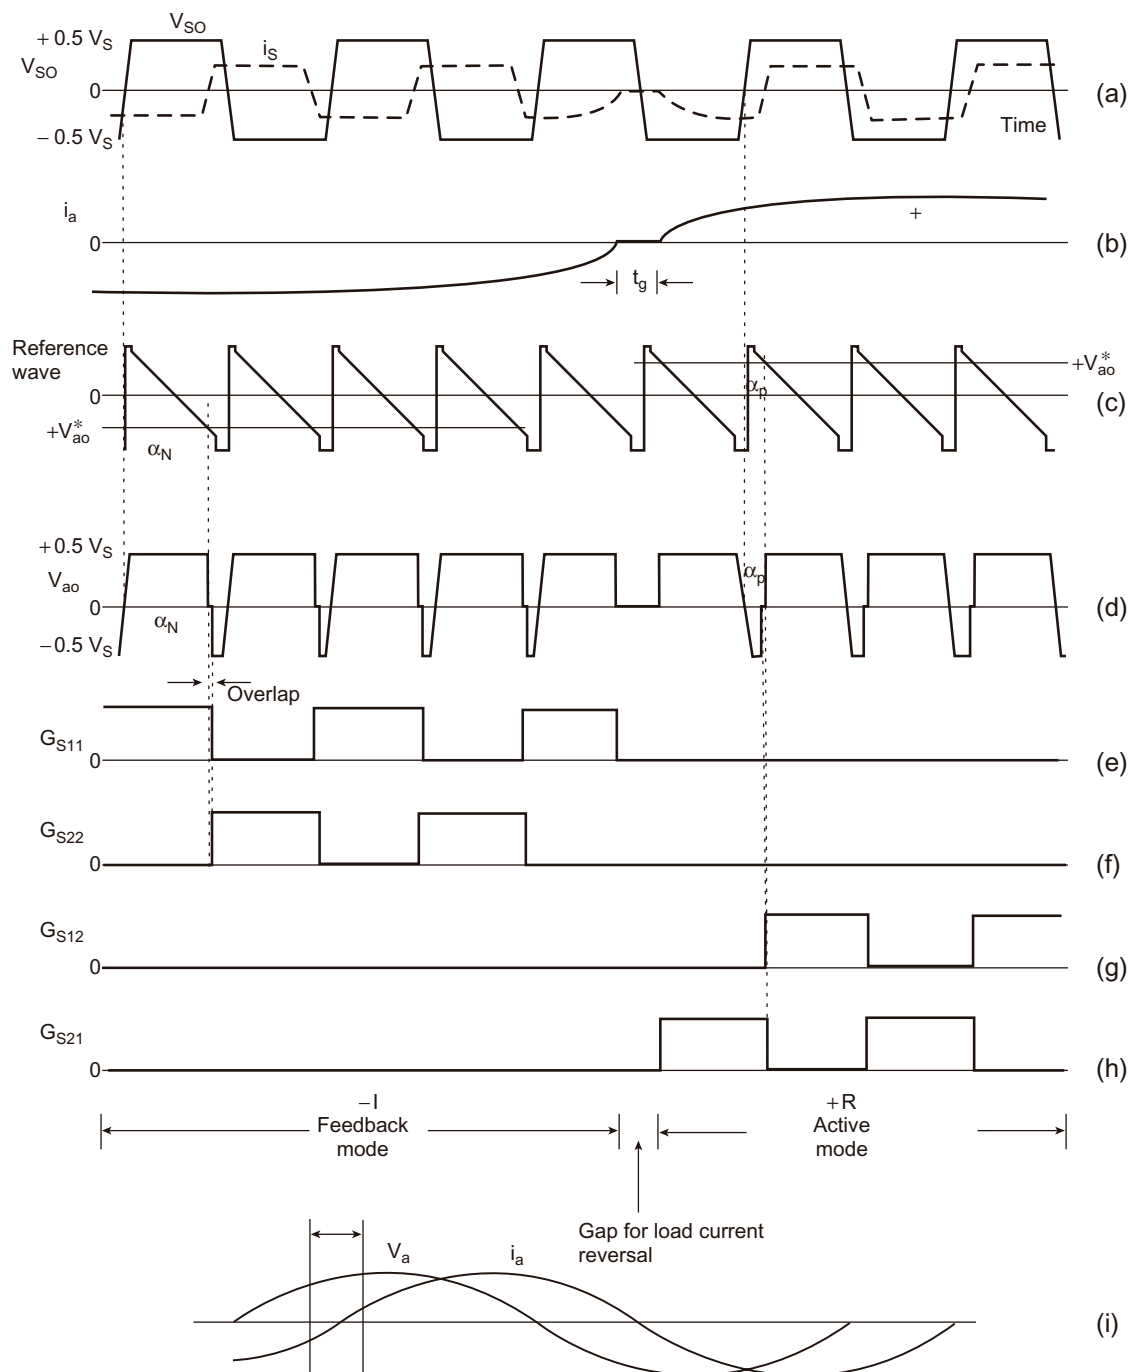 V_SO
+ 0.5 V_S
i_S
V_SO
0
(a)
Time
− 0.5 V_S
i_a
+
0
(b)
t_g
Reference
wave
+V*_ao
0
α_p
(c)
+V*_ao
α_N
+ 0.5 V_S
V_ao
α_p
0
(d)
α_N
− 0.5 V_S
Overlap
G_S11
0
(e)
G_S22
0
(f)
G_S12
0
(g)
G_S21
0
(h)
− I
Feedback
mode
+R
Active
mode
Gap for load current
reversal
V_a
i_a
(i)